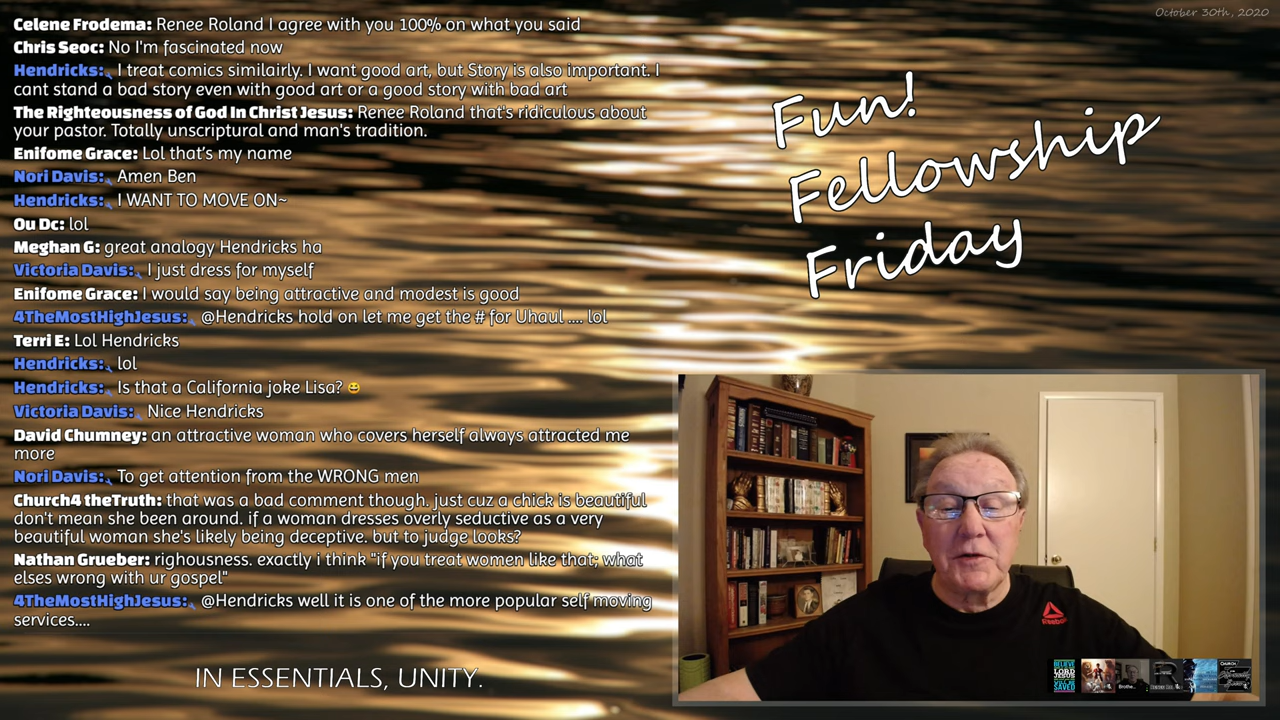 October 30th, 2020
Celene Frodema: Renee Roland I agree with you 100% on what you said
Chris Seoc: No I'm fascinated now
Hendricks: I treat comics similairly. I want good art, but Story is also important. I
cant stand a bad story even with good art or a good story with bad art
The Righteousness of God In Christ Jesus: Renee Roland that's ridiculous about
your pastor. Totally unscriptural and man's tradition.
Enifome Grace: Lol that's my name
Nori Davis: Amen Ben
Hendricks: I WANT TO MOVE ON~
Ou Dc: lol
Meghan G: great analogy Hendricks ha
Victoria Davis: I just dress for myself
Enifome Grace: I would say being attractive and modest is good
4TheMostHighJesus: @Hendricks hold on let me get the # for Uhaul .... lol
Terri E: Lol Hendricks
Hendricks: lol
Hendricks: Is that a California joke Lisa? 😄
Victoria Davis: Nice Hendricks
David Chumney: an attractive woman who covers herself always attracted me
more
Nori Davis: To get attention from the WRONG men
Church4 theTruth: that was a bad comment though. just cuz a chick is beautiful
don't mean she been around. if a woman dresses overly seductive as a very
beautiful woman she's likely being deceptive. but to judge looks?
Nathan Grueber: righousness. exactly i think "if you treat women like that; what
elses wrong with ur gospel"
4TheMostHighJesus: @Hendricks well it is one of the more popular self moving
services....
IN ESSENTIALS, UNITY.
Fun!
Fellowship
Friday
Reebok
BELIEVE
LORD
JESUS
SAVED
Brothe...
CHURCH